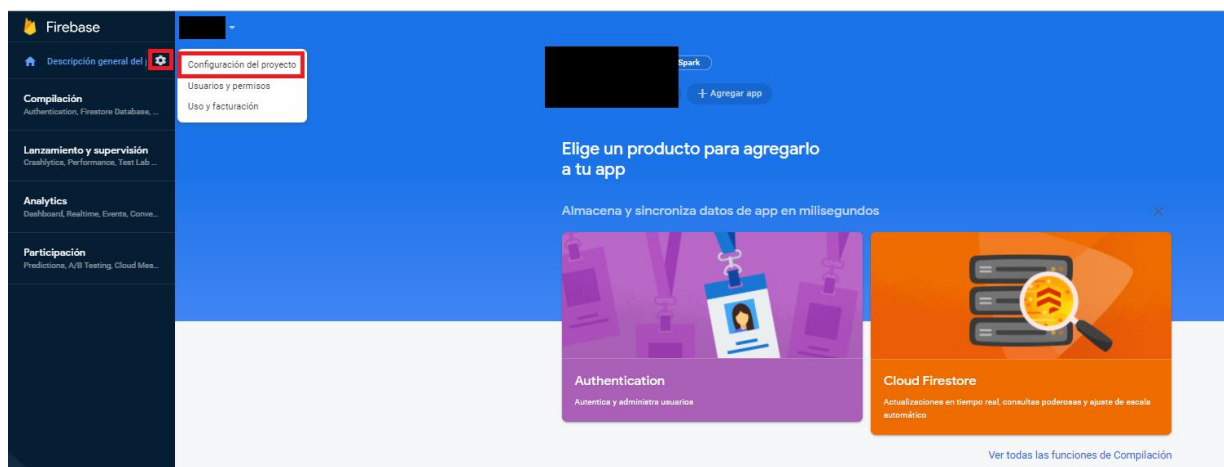 Firebase
Descripción general del
Compilación
Authentication, Firestore Database, ...
Lanzamiento y supervisión
Crashlytics, Performance, Test Lab ...
Analytics
Dashboard, Realtime, Events, Conve...
Participación
Predictions, A/B Testing, Cloud Mes...
Configuración del proyecto
Usuarios y permisos
Uso y facturación
Spark
+ Agregar app
Elige un producto para agregarlo
a tu app
Almacena y sincroniza datos de app en milisegundos
Authentication
Autentica y administra usuarios
Cloud Firestore
Actualizaciones en tiempo real, consultas poderosas y ajuste de escala
automático
Ver todas las funciones de Compilación